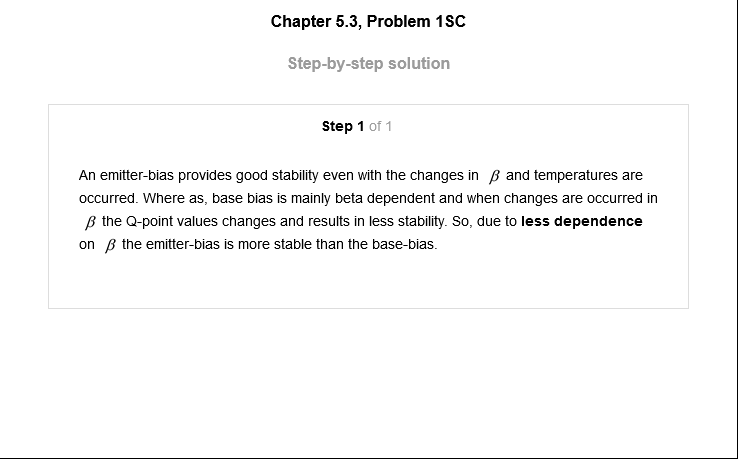 Chapter 5.3, Problem 1SC
Step-by-step solution
Step 1 of 1
An emitter-bias provides good stability even with the changes in β and temperatures are
occurred. Where as, base bias is mainly beta dependent and when changes are occurred in
β the Q-point values changes and results in less stability. So, due to less dependence
on β the emitter-bias is more stable than the base-bias.